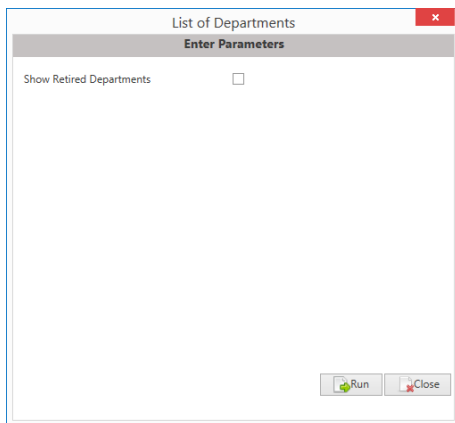 List of Departments
Enter Parameters
Show Retired Departments
Run Close